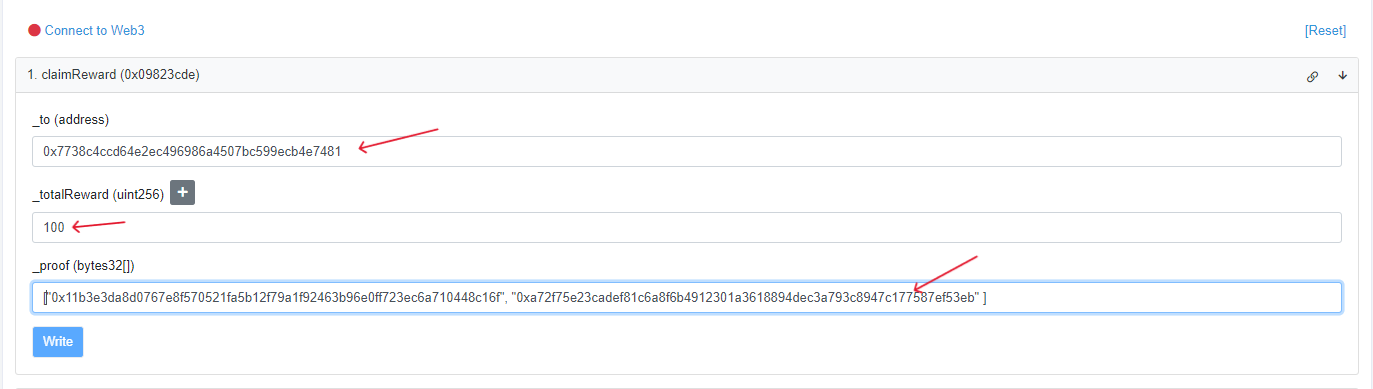 Connect to Web3
[Reset]
1. claimReward (0x09823cde)
_to (address)
0x7738c4ccd64e2ec496986a4507bc599ecb4e7481
_totalReward (uint256) +
100
_proof (bytes32[])
["0x11b3e3da8d0767e8f570521fa5b12f79a1f92463b96e0ff723ec6a710448c16f", "0xa72f75e23cadef81c6a8f6b4912301a3618894dec3a793c8947c177587ef53eb" ]
Write